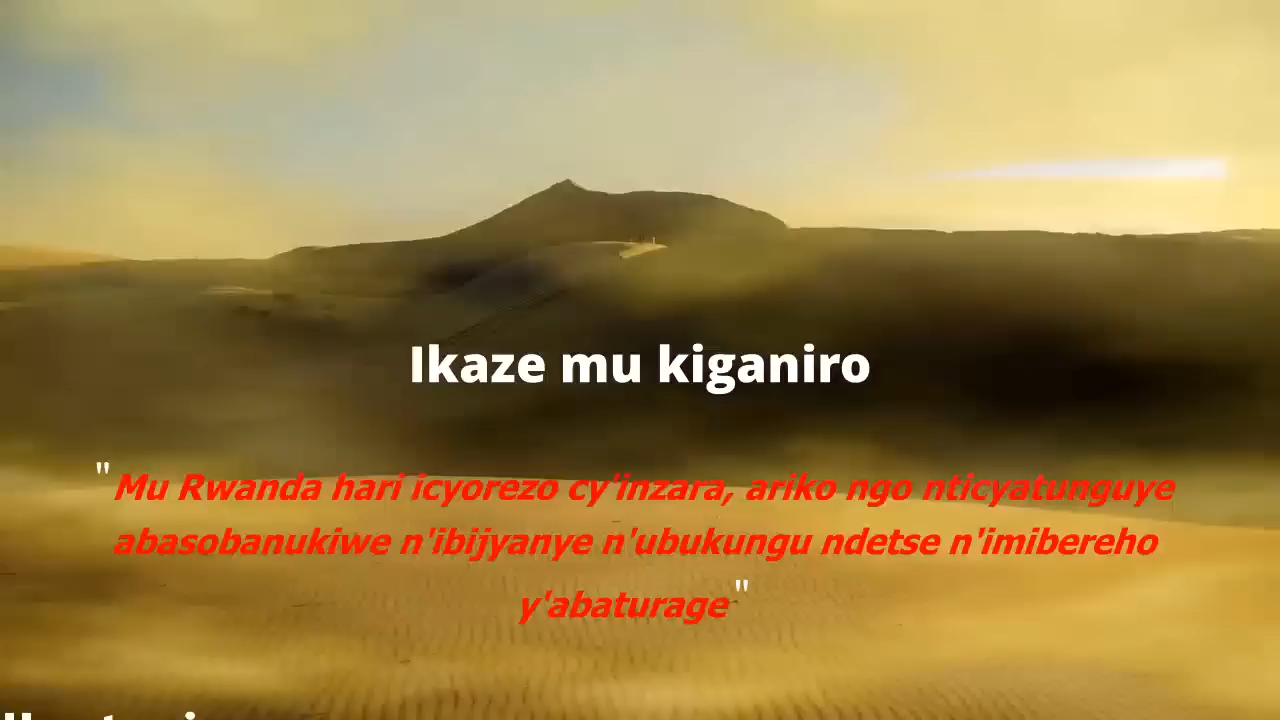 Ikaze mu kiganiro
"Mu Rwanda hari icyorezo cy'inzara, ariko ngo nticyatunguye
abasobanukiwe n'ibijyanye n'ubukungu ndetse n'imibereho
y'abaturage"